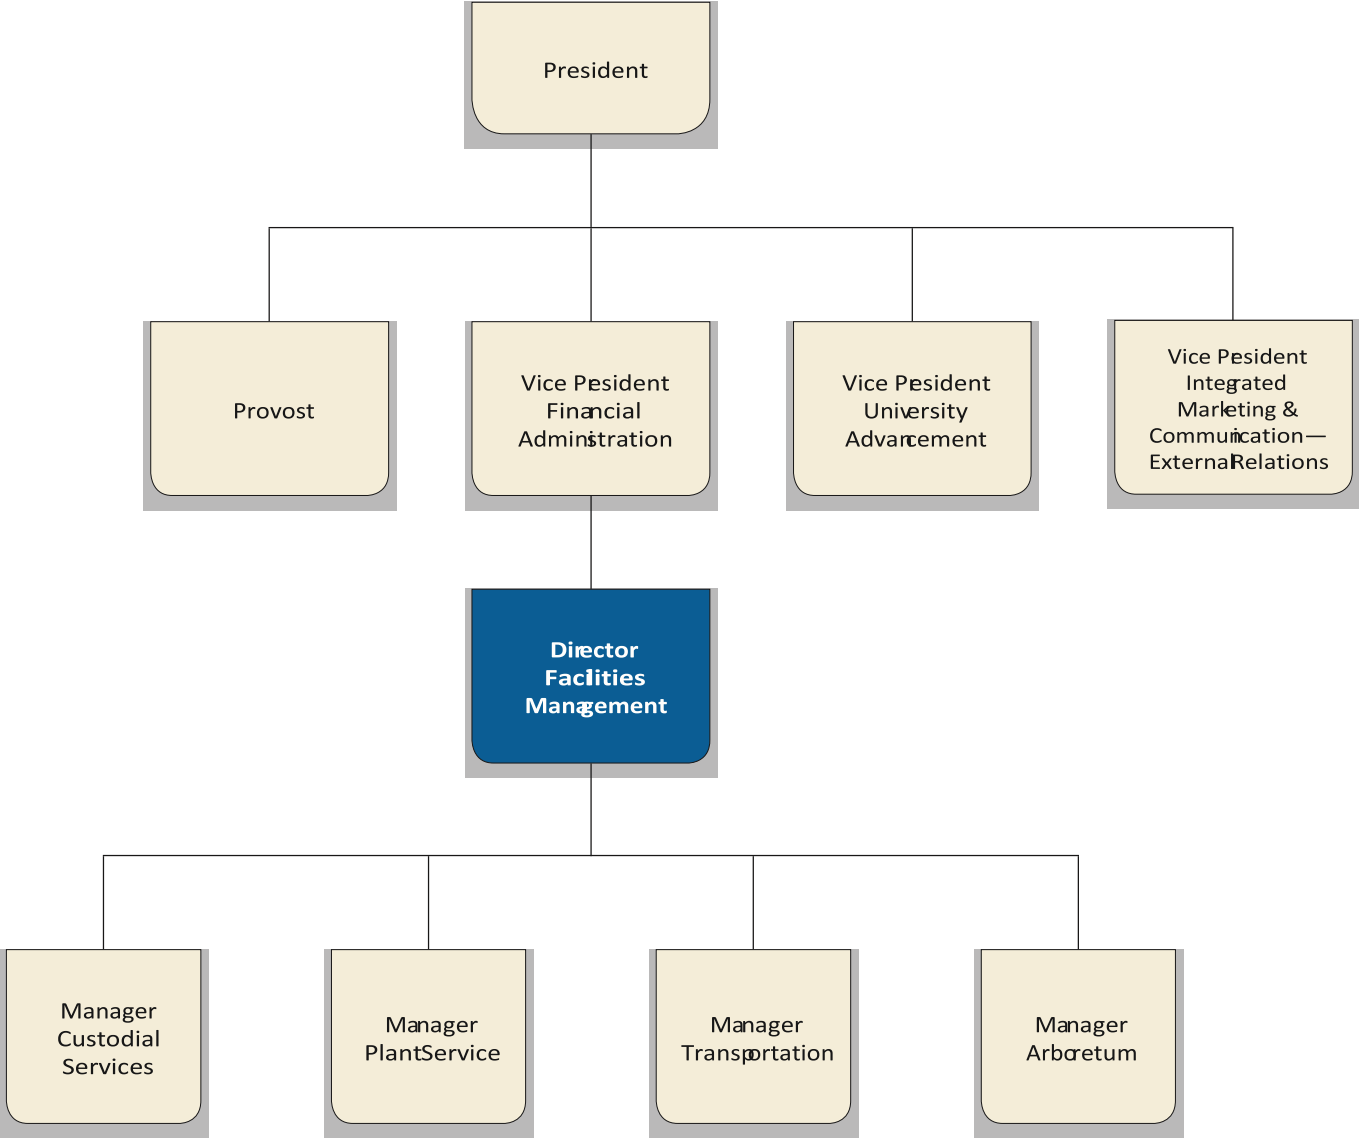 President
Provost
Vice President
Financial
Administration
Vice President
University
Advancement
Vice President
Integrated
Marketing &
Communication—
External Relations
Director
Facilities
Management
Manager
Custodial
Services
Manager
Plant Service
Manager
Transportation
Manager
Arboretum